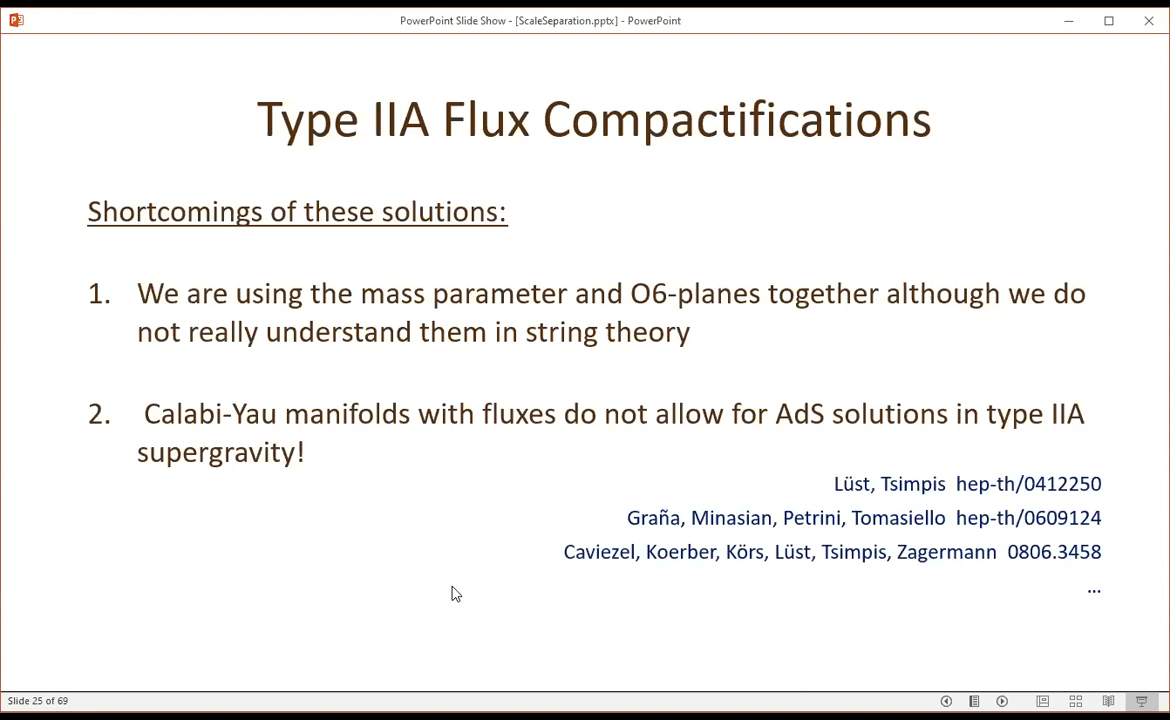 PowerPoint Slide Show - [ScaleSeparation.pptx] - PowerPoint
Type IIA Flux Compactifications
Shortcomings of these solutions:
1. We are using the mass parameter and O6-planes together although we do
not really understand them in string theory
2. Calabi-Yau manifolds with fluxes do not allow for AdS solutions in type IIA
supergravity!
Lüst, Tsimpis hep-th/0412250
Graña, Minasian, Petrini, Tomasiello hep-th/0609124
Caviezel, Koerber, Körs, Lüst, Tsimpis, Zagermann 0806.3458
...
Slide 25 of 69